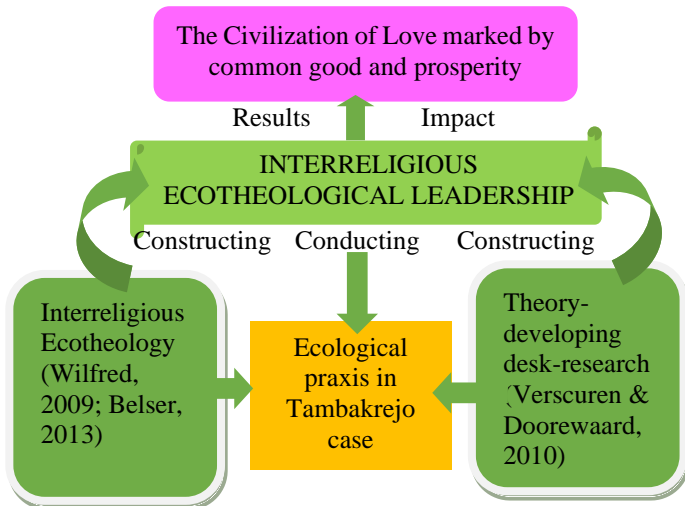 The Civilization of Love marked by
common good and prosperity
Results Impact
INTERRELIGIOUS
ECOTHEOLOGICAL LEADERSHIP
Constructing Conducting Constructing
Interreligious
Ecotheology
(Wilfred,
2009; Belser,
2013)
Ecological
praxis in
Tambakrejo
case
Theory-
developing
desk-research
(Verscuren &
Doorewaard,
2010)